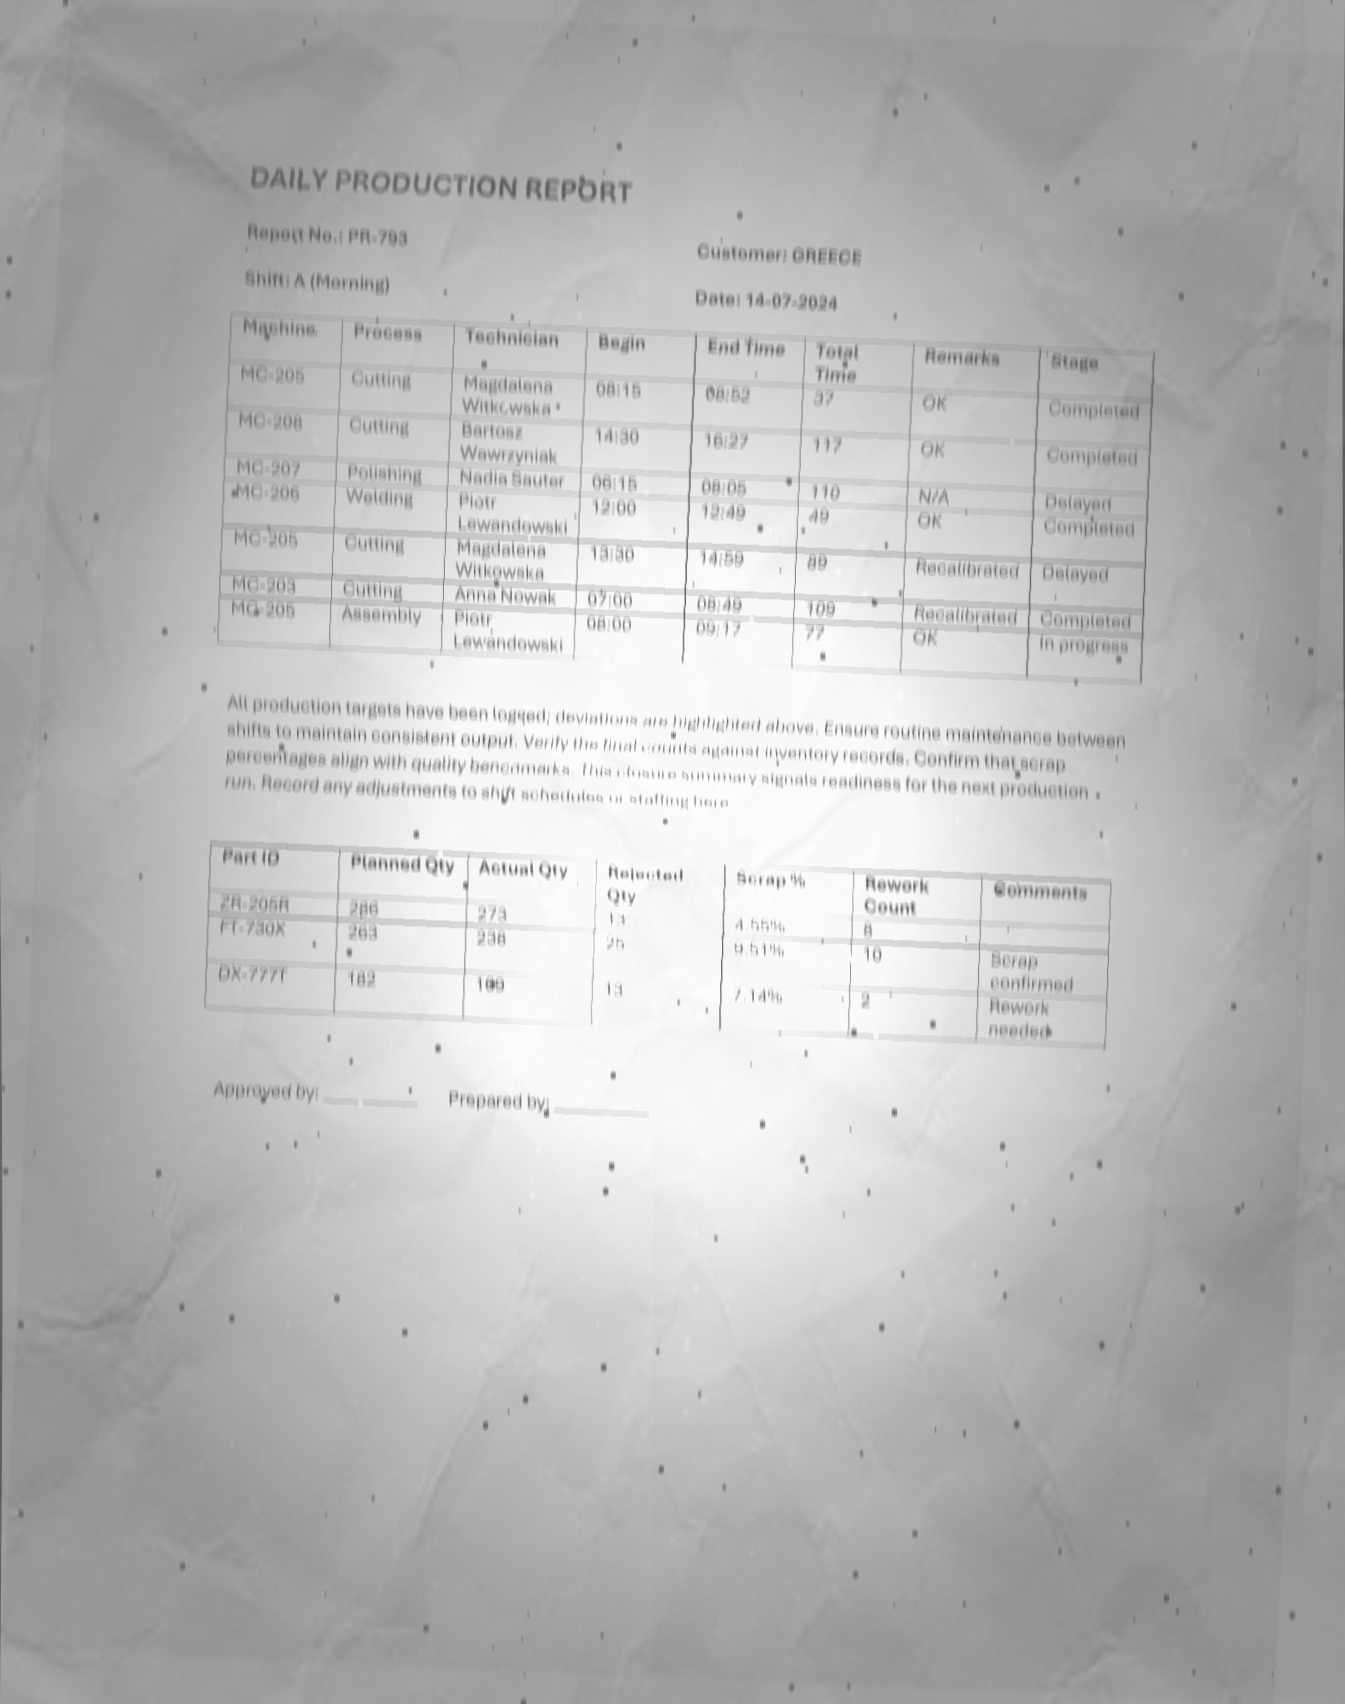 DAILY PRODUCTION REPORT
Report No.: PR-793
Customer: GREECE
Shift: A (Morning)
Date: 14-07-2024
Machine Process Technician Begin End Time Total Time Remarks Stage
MC-205 Cutting Magdalena Witkowska 08:15 08:52 37 OK Completed
MC-208 Cutting Bartosz Wawrzyniak 14:30 16:27 117 OK Completed
MC-207 Polishing Nadia Sauter 06:15 08:05 110 N/A Delayed
MC-206 Welding Piotr Lewandowski 12:00 12:49 49 OK Completed
MC-205 Cutting Magdalena Witkowska 13:30 14:59 89 Recalibrated Delayed
MC-203 Cutting Anna Nowak 07:00 08:49 109 Recalibrated Completed
MC-205 Assembly Piotr Lewandowski 08:00 09:17 77 OK In progress
All production targets have been logged; deviations are highlighted above. Ensure routine maintenance between
shifts to maintain consistent output. Verify the final counts against inventory records. Confirm that scrap
percentages align with quality benchmarks. This closure summary signals readiness for the next production
run. Record any adjustments to shift schedules or staffing here.
Part ID Planned Qty Actual Qty Rejected Qty Scrap % Rework Count Comments
ZR-205R 286 273 13 4.55% 8
FT-730X 263 238 25 9.51% 10 Scrap confirmed
DX-777T 182 169 13 7.14% 2 Rework needed
Approved by: Prepared by: